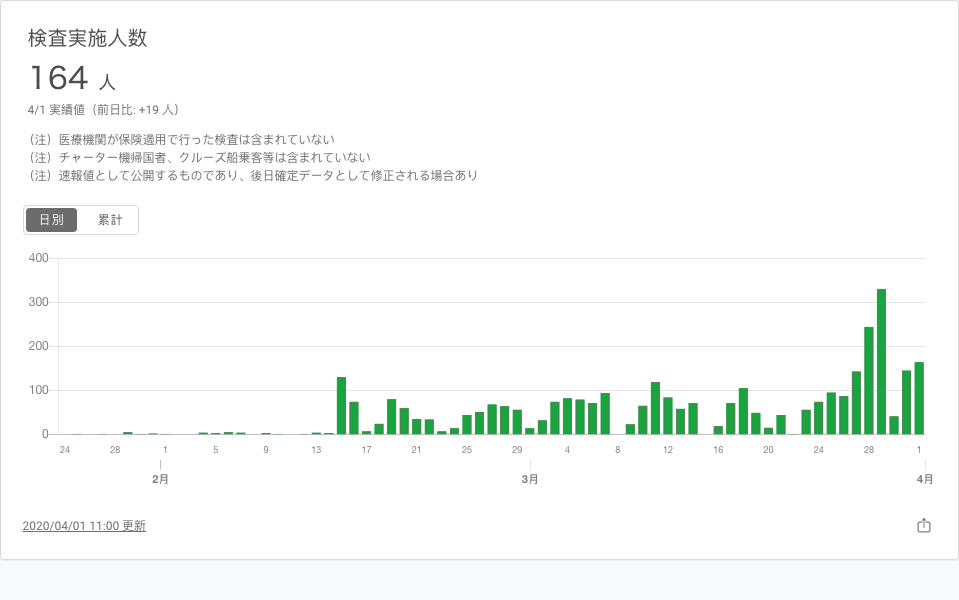 検査実施人数
164 人
4/1 実績値（前日比: +19 人）
（注）医療機関が保険適用で行った検査は含まれていない
（注）チャーター機帰国者、クルーズ船乗客等は含まれていない
（注）速報値として公開するものであり、後日確定データとして修正される場合あり
日別 累計
400
300
200
100
0
24 28 1 5 9 13 17 21 25 29 4 8 12 16 20 24 28 1
2月 3月 4月
2020/04/01 11:00 更新